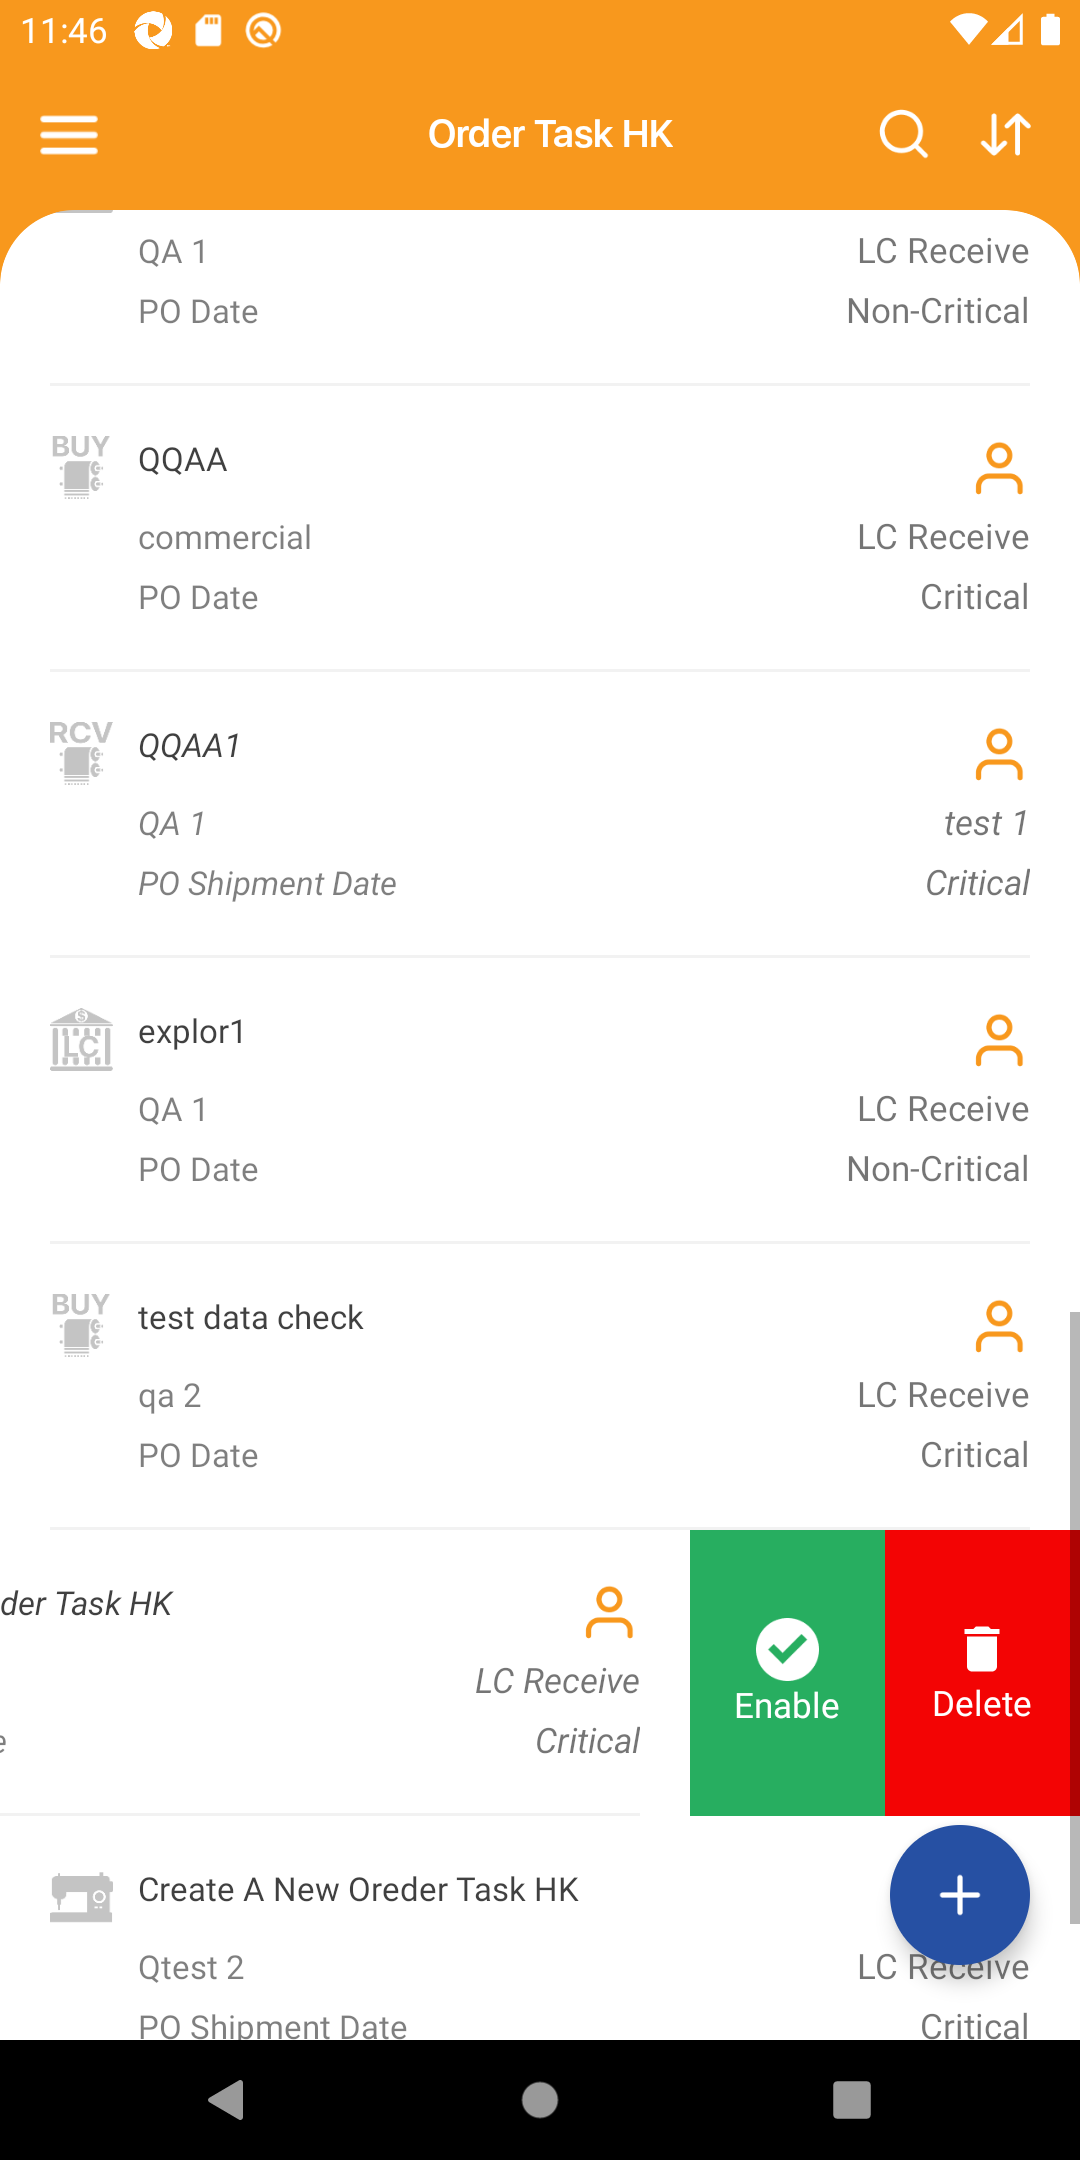 11:46
Order Task HK
QA 1
LC Receive
PO Date
Non-Critical
BUY
QQAA
commercial
LC Receive
PO Date
Critical
RCV
QQAA1
QA 1
test 1
PO Shipment Date
Critical
LC
explor1
QA 1
LC Receive
PO Date
Non-Critical
BUY
test data check
qa 2
LC Receive
PO Date
Critical
der Task HK
LC Receive
e
Critical
Enable
Delete
Create A New Oreder Task HK
Qtest 2
LC Receive
PO Shipment Date
Critical